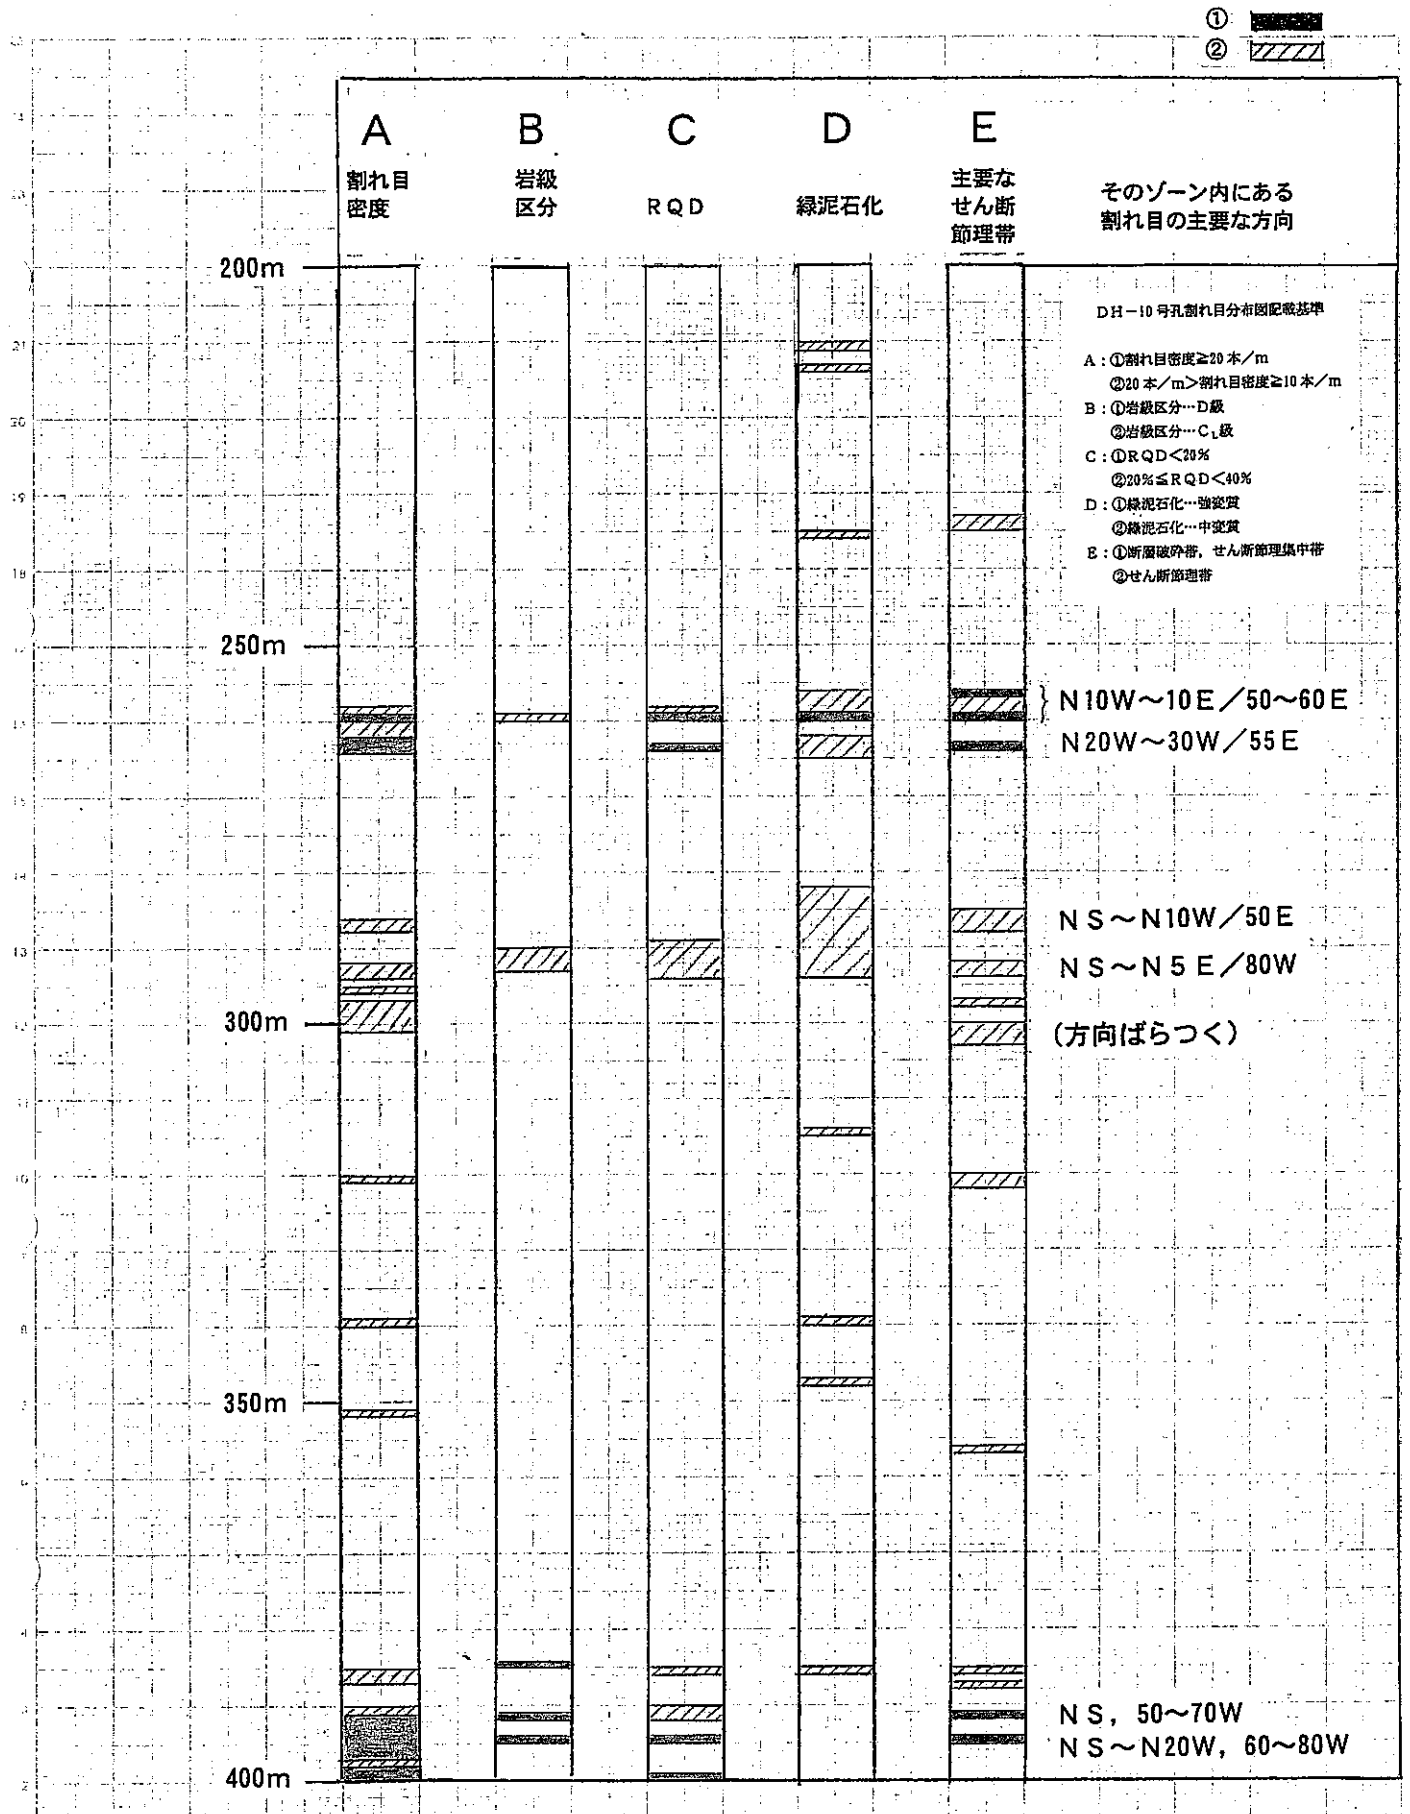 ①
②
A
割れ目
密度
B
岩級
区分
C
RQD
D
緑泥石化
E
主要な
せん断
節理帯
そのゾーン内にある
割れ目の主要な方向
200m
250m
300m
350m
400m
DH-10号孔割れ目分布図記載基準
A:①割れ目密度≧20本/m
②20本/m>割れ目密度≧10本/m
B:①岩級区分…D級
②岩級区分…CL級
C:①RQD<20%
②20%≦RQD<40%
D:①緑泥石化…強変質
②緑泥石化…中変質
E:①断層破砕帯,せん断節理集中帯
②せん断節理帯
} N10W~10E/50~60E
N20W~30W/55E
NS~N10W/50E
NS~N5E/80W
(方向ばらつく)
NS, 50~70W
NS~N20W, 60~80W
21
20
19
18
15
14
13
10